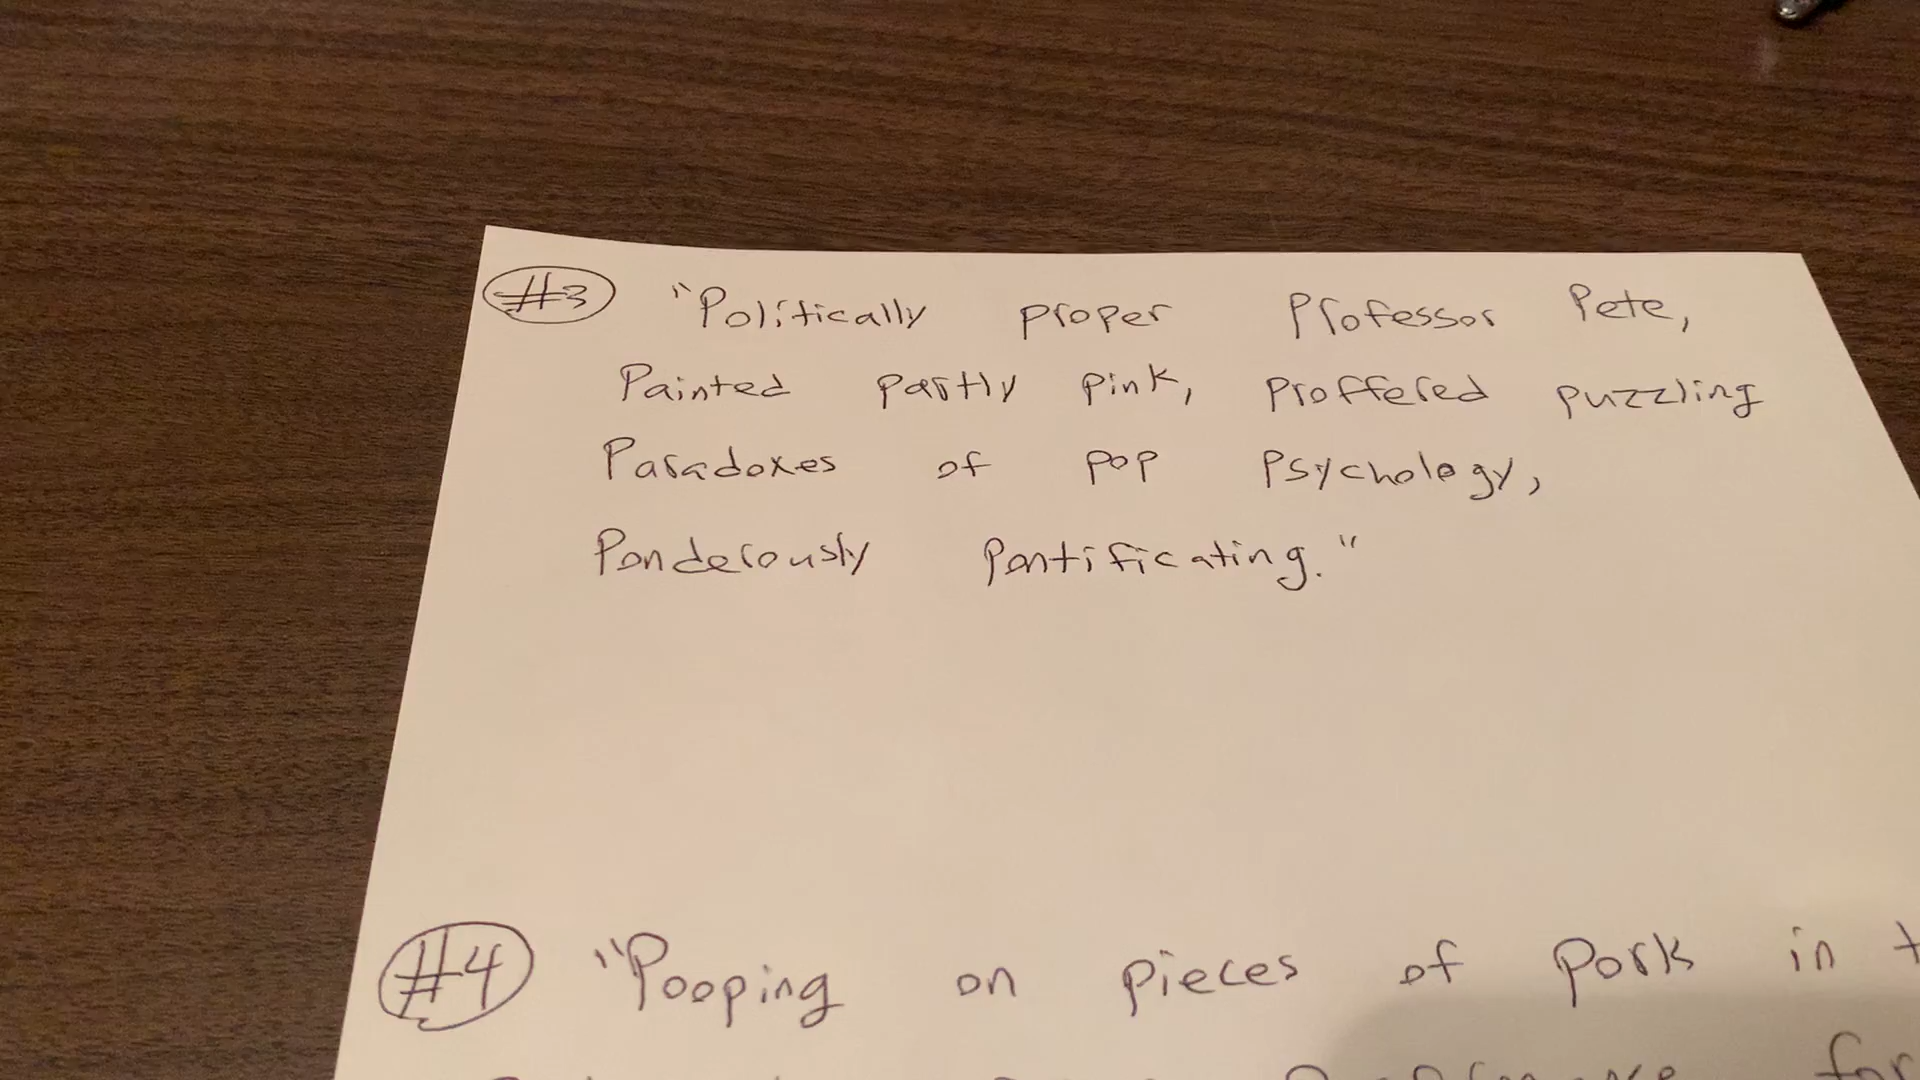 #3 "Politically proper Professor Pete,
Painted partly pink, proffered puzzling
Paradoxes of pop psychology,
Ponderously pontificating."
#4 "Pooping on pieces of pork in
for